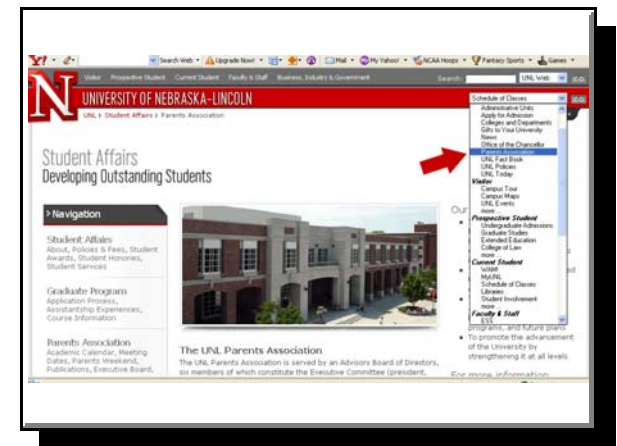 Y! Search Web Upgrade Now! Mail My Yahoo! NCAA Hoops Fantasy Sports Games
Visitor Prospective Student Current Student Faculty & Staff Business, Industry & Government Search: UNL Web GO
N
UNIVERSITY OF NEBRASKA-LINCOLN
Schedule of Classes GO
UNL > Student Affairs > Parents Association
Administrative Units
Apply for Admission
Colleges and Departments
Gifts to Your University
News
Office of the Chancellor
Parents Association
UNL Fact Book
UNL Policies
UNL Today
Visitor
Campus Tour
Campus Maps
UNL Events
more ...
Prospective Student
Undergraduate Admissions
Graduate Studies
Extended Education
College of Law
more ...
Current Student
WAM!
MyUNL
Schedule of Classes
Libraries
Student Involvement
more ...
Faculty & Staff
ESS
Student Affairs
Developing Outstanding Students
> Navigation
Student Affairs
About, Policies & Fees, Student
Awards, Student Honories,
Student Services
Graduate Program
Application Process,
Assistantship Experiences,
Course Information
Parents Association
Academic Calendar, Meeting
Dates, Parents Weekend,
Publications, Executive Board,
The UNL Parents Association
The UNL Parents Association is served by an Advisory Board of Directors,
six members of which constitute the Executive Committee (president,
Our
programs, and future plans
To promote the advancement
of the University by
strengthening it at all levels
For more information